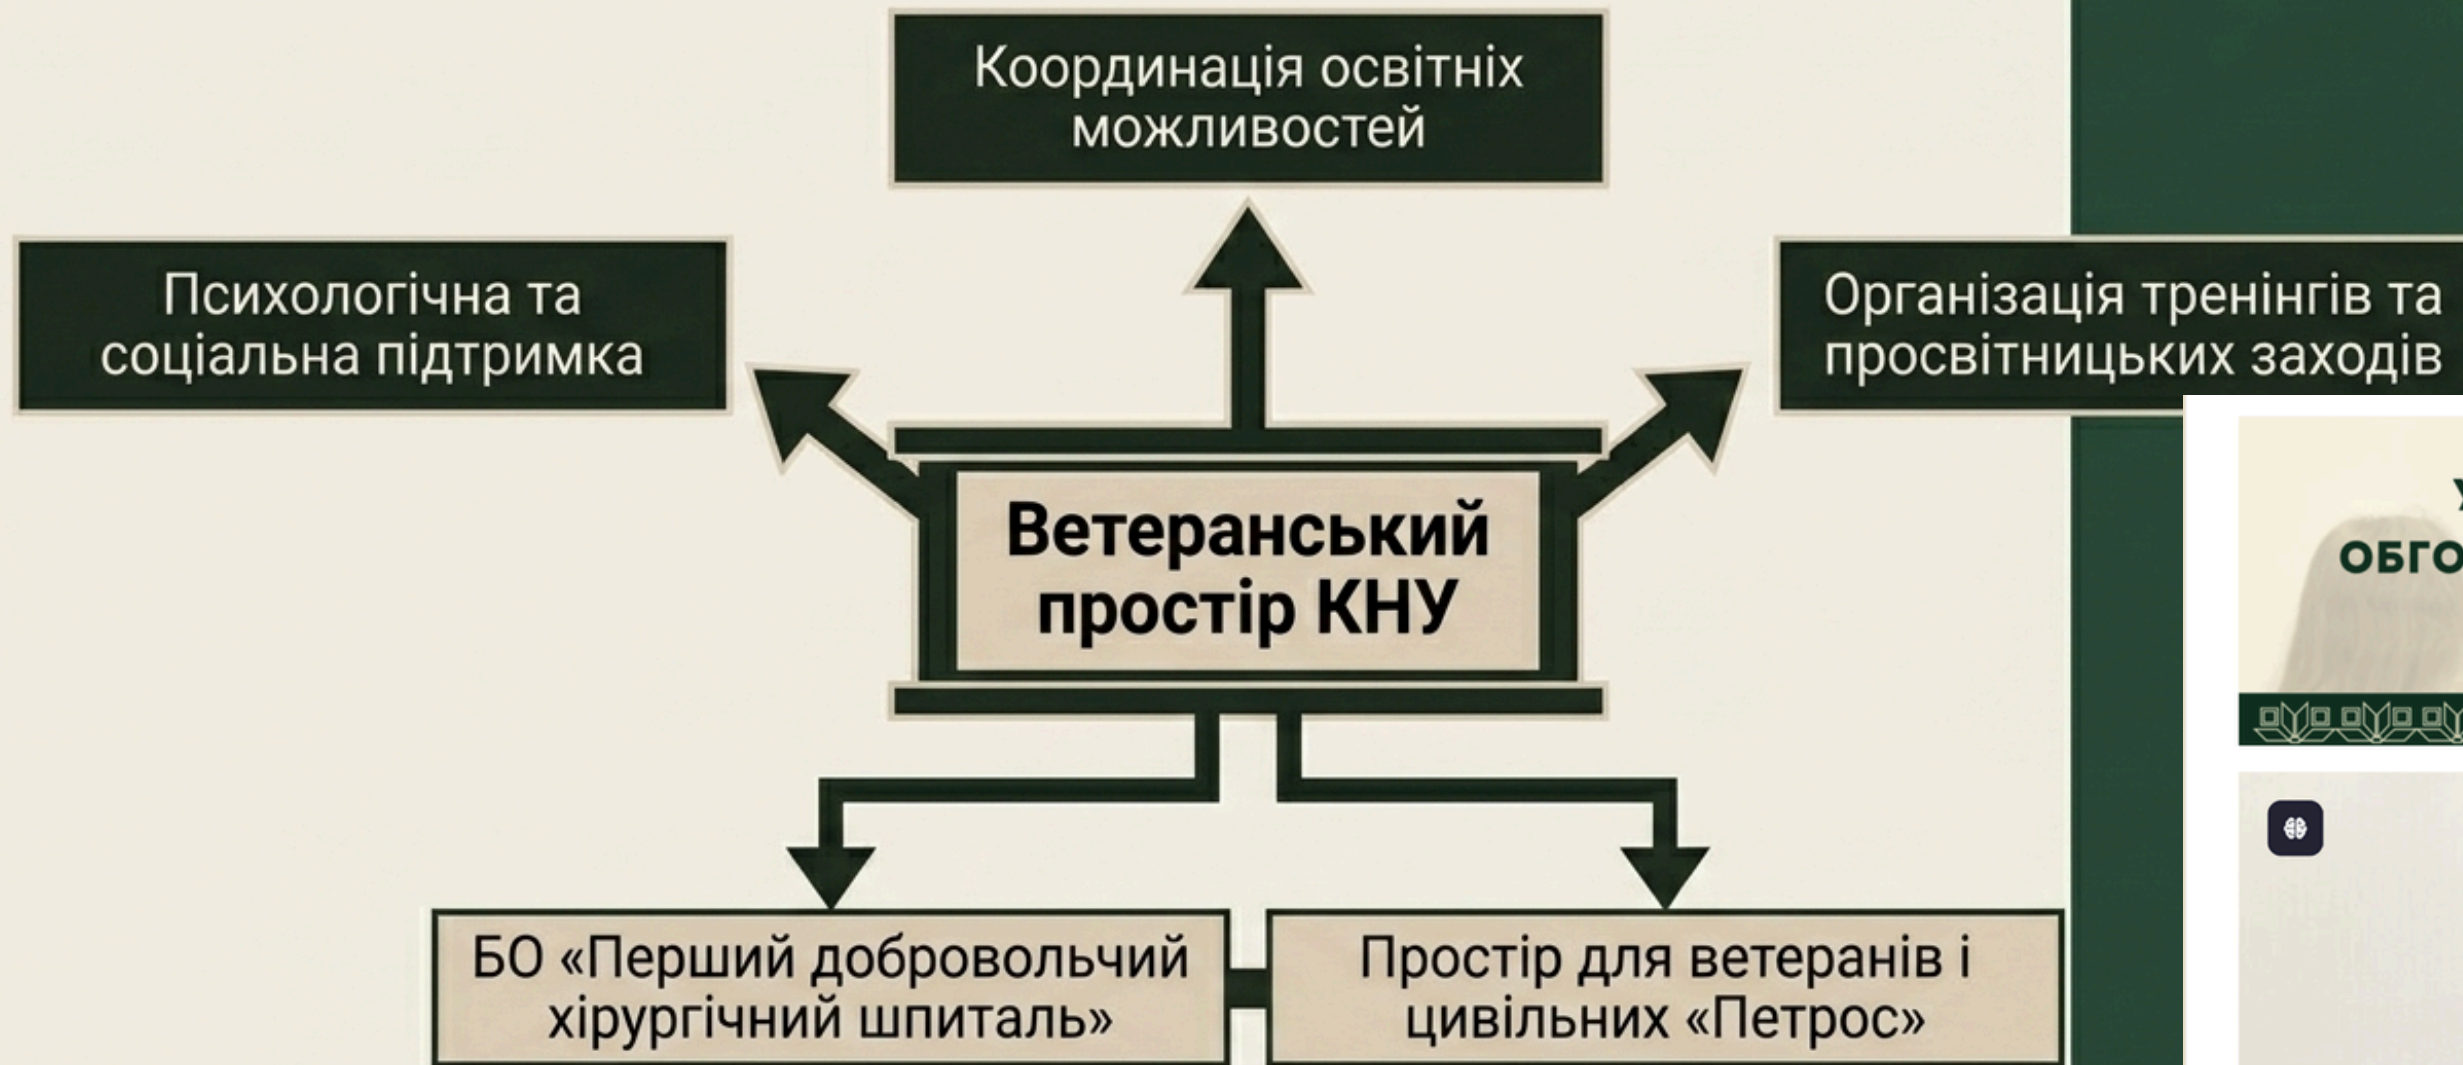 Координація освітніх
можливостей
Психологічна та
соціальна підтримка
Організація тренінгів та
просвітницьких заходів
Ветеранський
простір КНУ
БО «Перший добровольчий
хірургічний шпиталь»
Простір для ветеранів і
цивільних «Петрос»